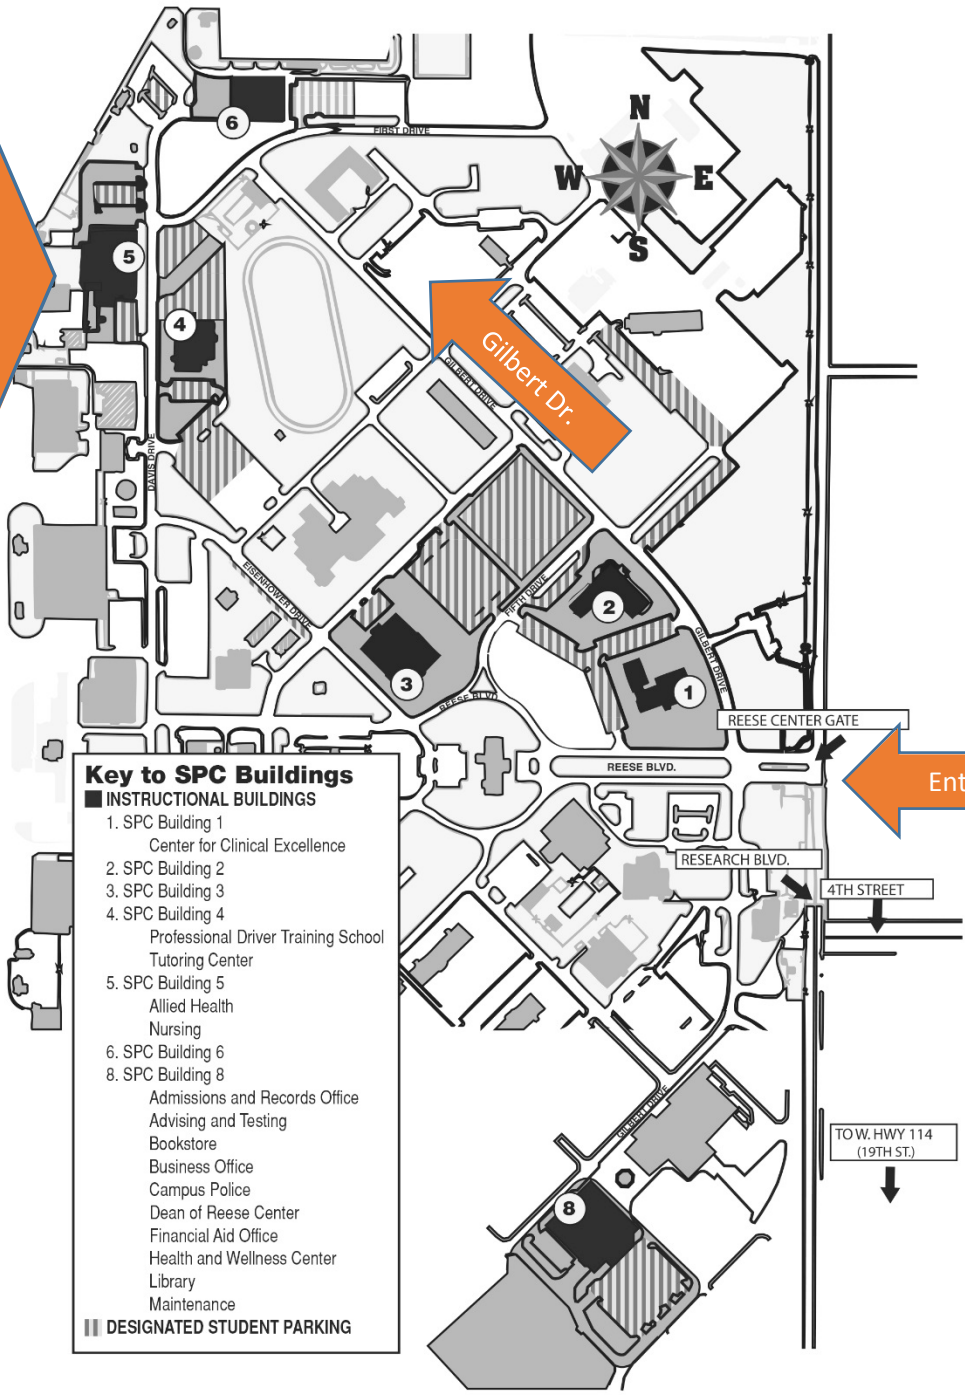 N
W
E
S
6
FIRST DRIVE
5
4
Gilbert Dr.
GILBERT DRIVE
DAVIS DRIVE
EISENHOWER DRIVE
FIFTH DRIVE
2
GILBERT DRIVE
3
1
REESE BLVD.
REESE CENTER GATE
REESE BLVD.
Ent
RESEARCH BLVD.
4TH STREET
Key to SPC Buildings
INSTRUCTIONAL BUILDINGS
1. SPC Building 1
Center for Clinical Excellence
2. SPC Building 2
3. SPC Building 3
4. SPC Building 4
Professional Driver Training School
Tutoring Center
5. SPC Building 5
Allied Health
Nursing
6. SPC Building 6
8. SPC Building 8
Admissions and Records Office
Advising and Testing
Bookstore
Business Office
Campus Police
Dean of Reese Center
Financial Aid Office
Health and Wellness Center
Library
Maintenance
DESIGNATED STUDENT PARKING
GILBERT DRIVE
TO W. HWY 114
(19TH ST.)
8